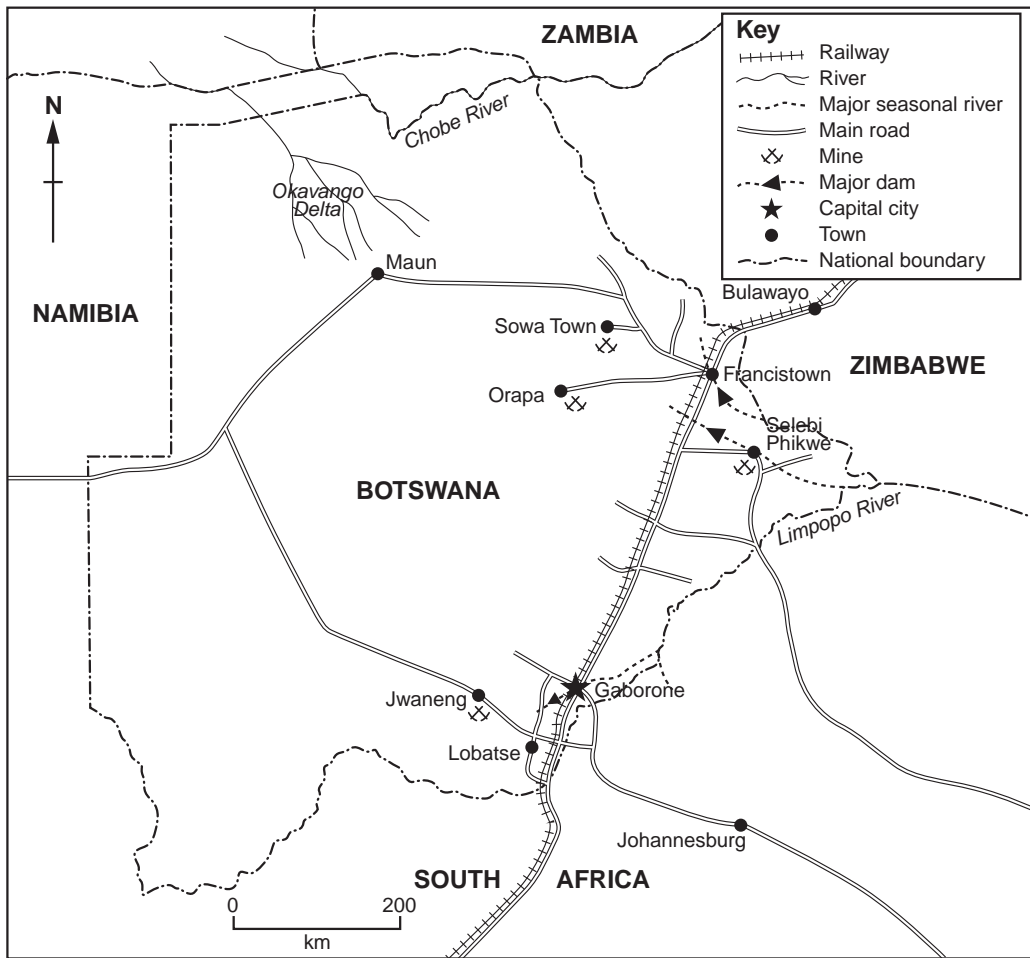 ZAMBIA
Key
Railway
River
Major seasonal river
Main road
Mine
Major dam
Capital city
Town
National boundary
N
Chobe River
Okavango
Delta
Maun
NAMIBIA
Bulawayo
Sowa Town
ZIMBABWE
Francistown
Orapa
Selebi
Phikwe
BOTSWANA
Limpopo River
Gaborone
Jwaneng
Lobatse
Johannesburg
SOUTH AFRICA
0 200
km